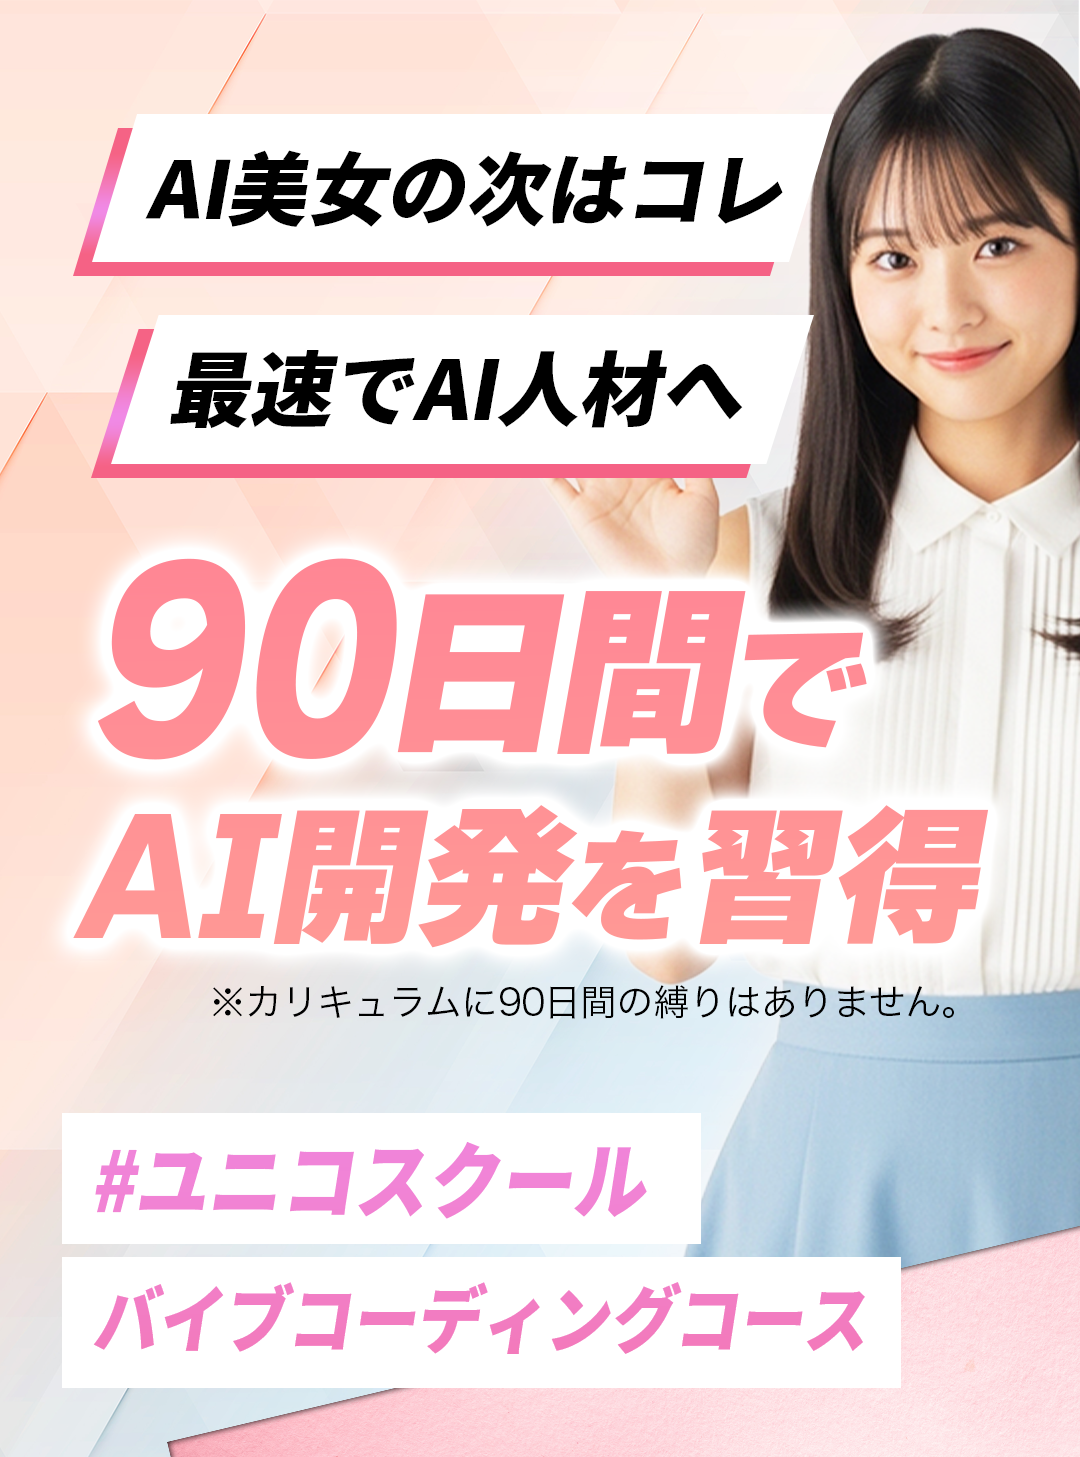 AI美女の次はコレ
最速でAI人材へ
90日間で
AI開発を習得
※カリキュラムに90日間の縛りはありません。
#ユニコスクール
バイブコーディングコース